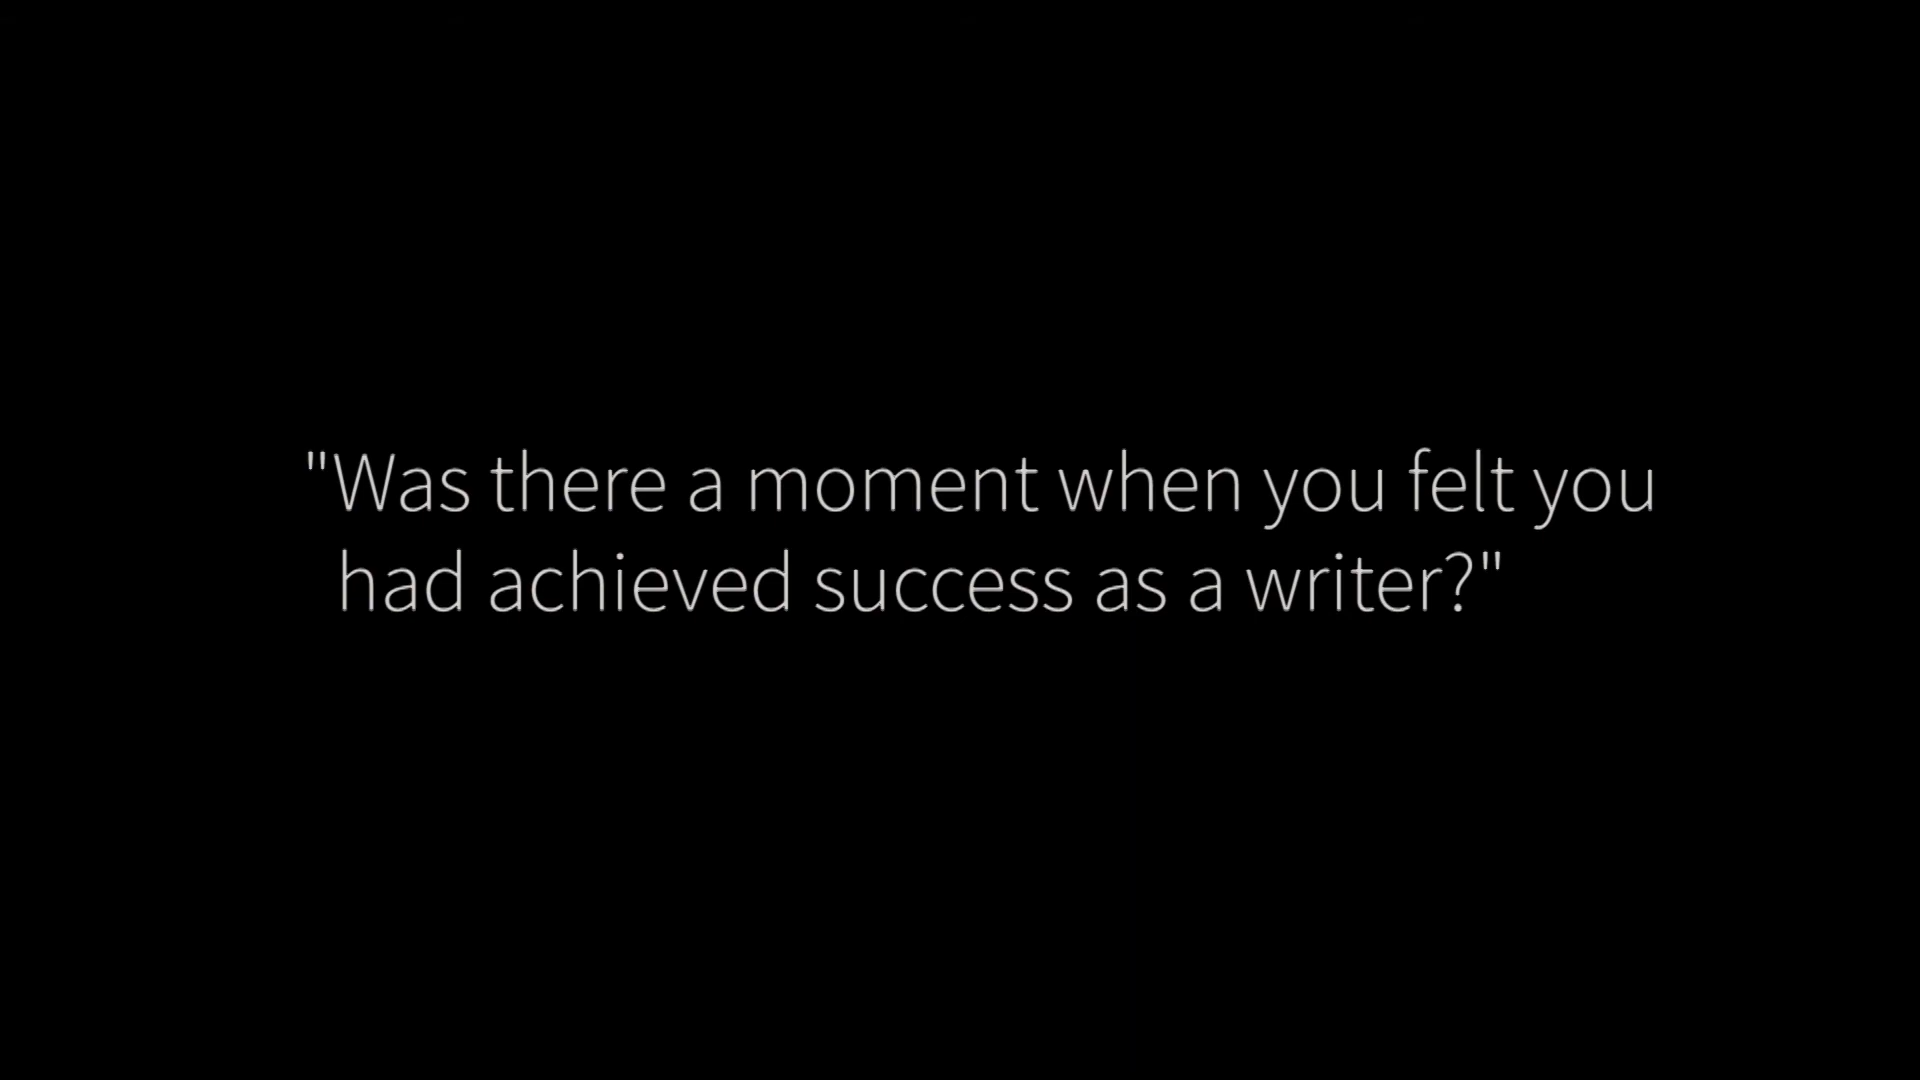 "Was there a moment when you felt you
had achieved success as a writer?"